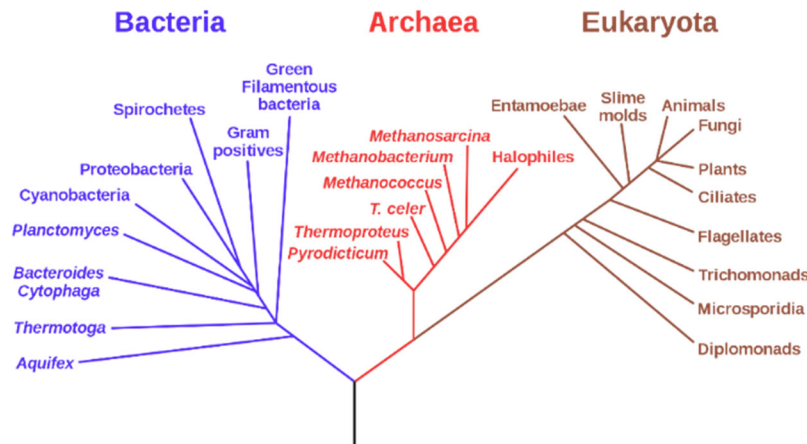 Bacteria
Archaea
Eukaryota
Green
Filamentous
bacteria
Spirochetes
Gram
positives
Proteobacteria
Cyanobacteria
Planctomyces
Bacteroides
Cytophaga
Thermotoga
Aquifex
Methanosarcina
Methanobacterium
Halophiles
Methanococcus
T. celer
Thermoproteus
Pyrodicticum
Entamoebae
Slime
molds
Animals
Fungi
Plants
Ciliates
Flagellates
Trichomonads
Microsporidia
Diplomonads